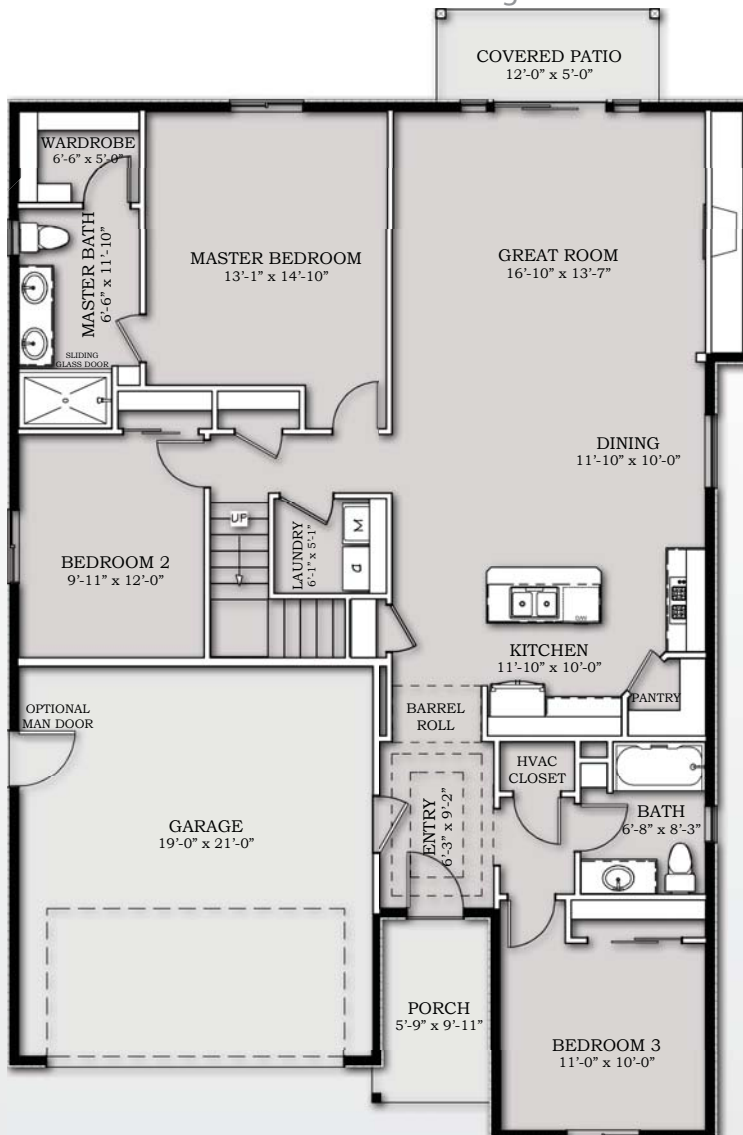 COVERED PATIO
12'-0" x 5'-0"
WARDROBE
6'-6" x 5'-0"
MASTER BATH
6'-6" x 11'-10"
MASTER BEDROOM
13'-1" x 14'-10"
GREAT ROOM
16'-10" x 13'-7"
SLIDING
GLASS DOOR
DINING
11'-10" x 10'-0"
UP
LAUNDRY
6'-1" x 5'-1"
W
D
BEDROOM 2
9'-11" x 12'-0"
DW
KITCHEN
11'-10" x 10'-0"
PANTRY
OPTIONAL
MAN DOOR
BARREL
ROLL
HVAC
CLOSET
ENTRY
6'-3" x 9'-2"
BATH
6'-8" x 8'-3"
GARAGE
19'-0" x 21'-0"
PORCH
5'-9" x 9'-11"
BEDROOM 3
11'-0" x 10'-0"